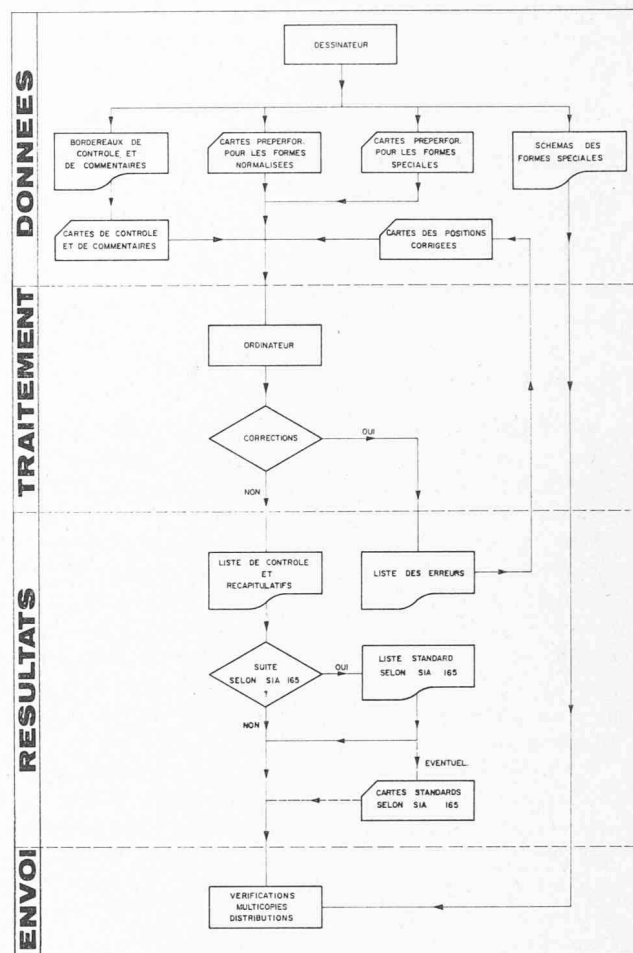 DONNEES
DESSINATEUR
BORDEREAUX DE
CONTROLE, ET
DE COMMENTAIRES
CARTES PREPERFOR.
POUR LES FORMES
NORMALISEES
CARTES PREPERFOR.
POUR LES FORMES
SPECIALES
SCHEMAS DES
FORMES SPECIALES
CARTES DE CONTROLE
ET DE COMMENTAIRES
CARTES DES POSITIONS
CORRIGEES
TRAITEMENT
ORDINATEUR
CORRECTIONS
OUI
NON
RESULTATS
LISTE DE CONTROLE
ET
RECAPITULATIFS
LISTE DES ERREURS
SUITE
SELON SIA 165
OUI
LISTE STANDARD
SELON SIA 165
NON
EVENTUEL.
CARTES STANDARDS
SELON SIA 165
ENVOI
VERIFICATIONS
MULTICOPIES
DISTRIBUTIONS